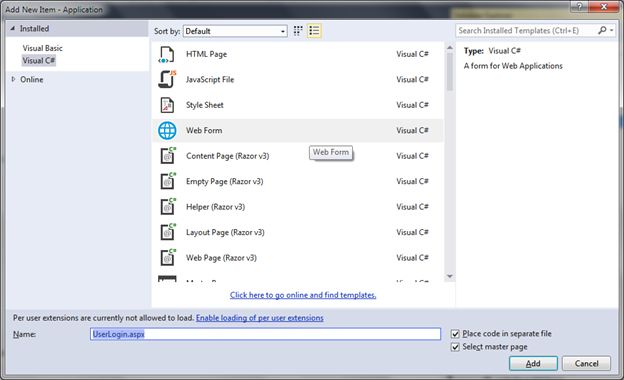 Add New Item - Application
Installed
Visual Basic
Visual C#
Online
Sort by: Default
Search Installed Templates (Ctrl+E)
HTML Page Visual C#
JavaScript File Visual C#
Style Sheet Visual C#
Web Form Visual C#
Web Form
Content Page (Razor v3) Visual C#
Empty Page (Razor v3) Visual C#
Helper (Razor v3) Visual C#
Layout Page (Razor v3) Visual C#
Web Page (Razor v3) Visual C#
Click here to go online and find templates.
Type: Visual C#
A form for Web Applications
Per user extensions are currently not allowed to load. Enable loading of per user extensions
Name: UserLogin.aspx
Place code in separate file
Select master page
Add Cancel